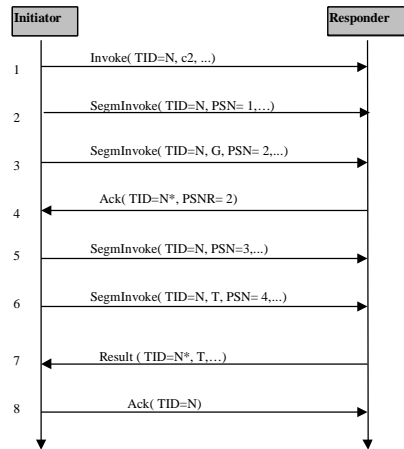 Initiator Responder
1 Invoke( TID=N, c2, ...)
2 SegmInvoke( TID=N, PSN= 1,…)
3 SegmInvoke( TID=N, G, PSN= 2,...)
4 Ack( TID=N*, PSNR= 2)
5 SegmInvoke( TID=N, PSN=3,...)
6 SegmInvoke( TID=N, T, PSN= 4,...)
7 Result ( TID=N*, T,…)
8 Ack( TID=N)